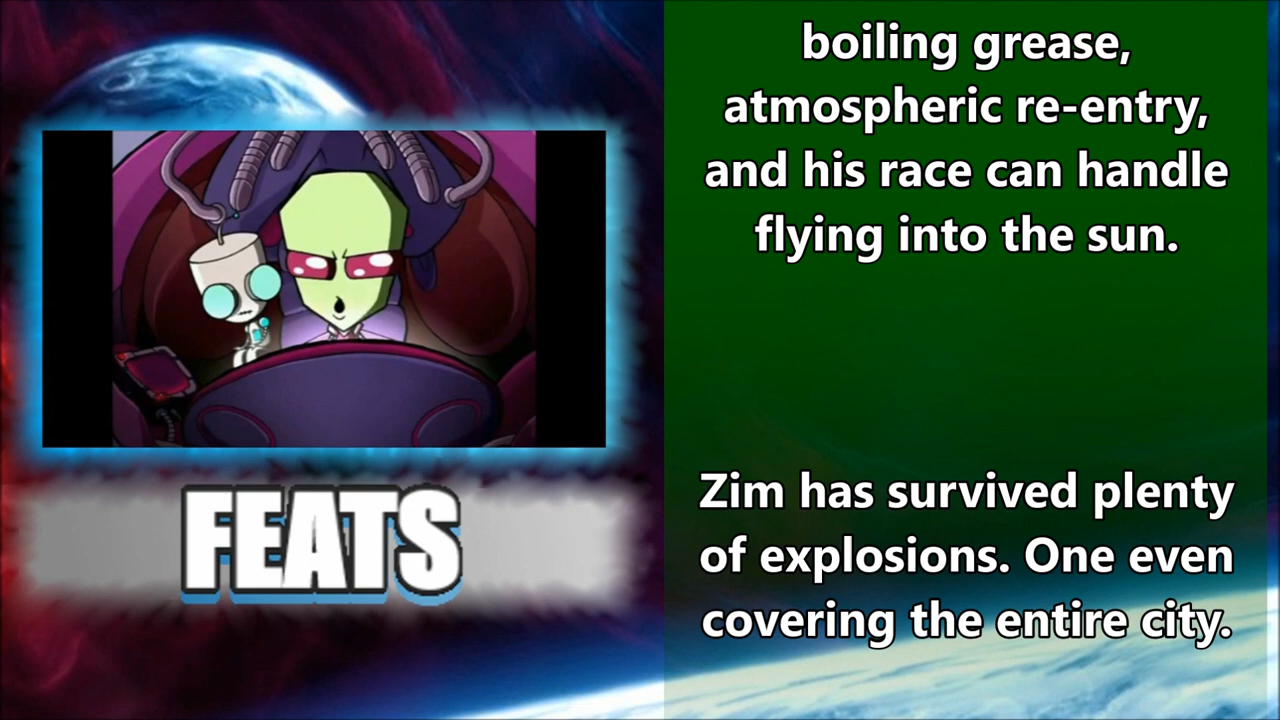 boiling grease,
atmospheric re-entry,
and his race can handle
flying into the sun.
Zim has survived plenty
of explosions. One even
covering the entire city.
FEATS